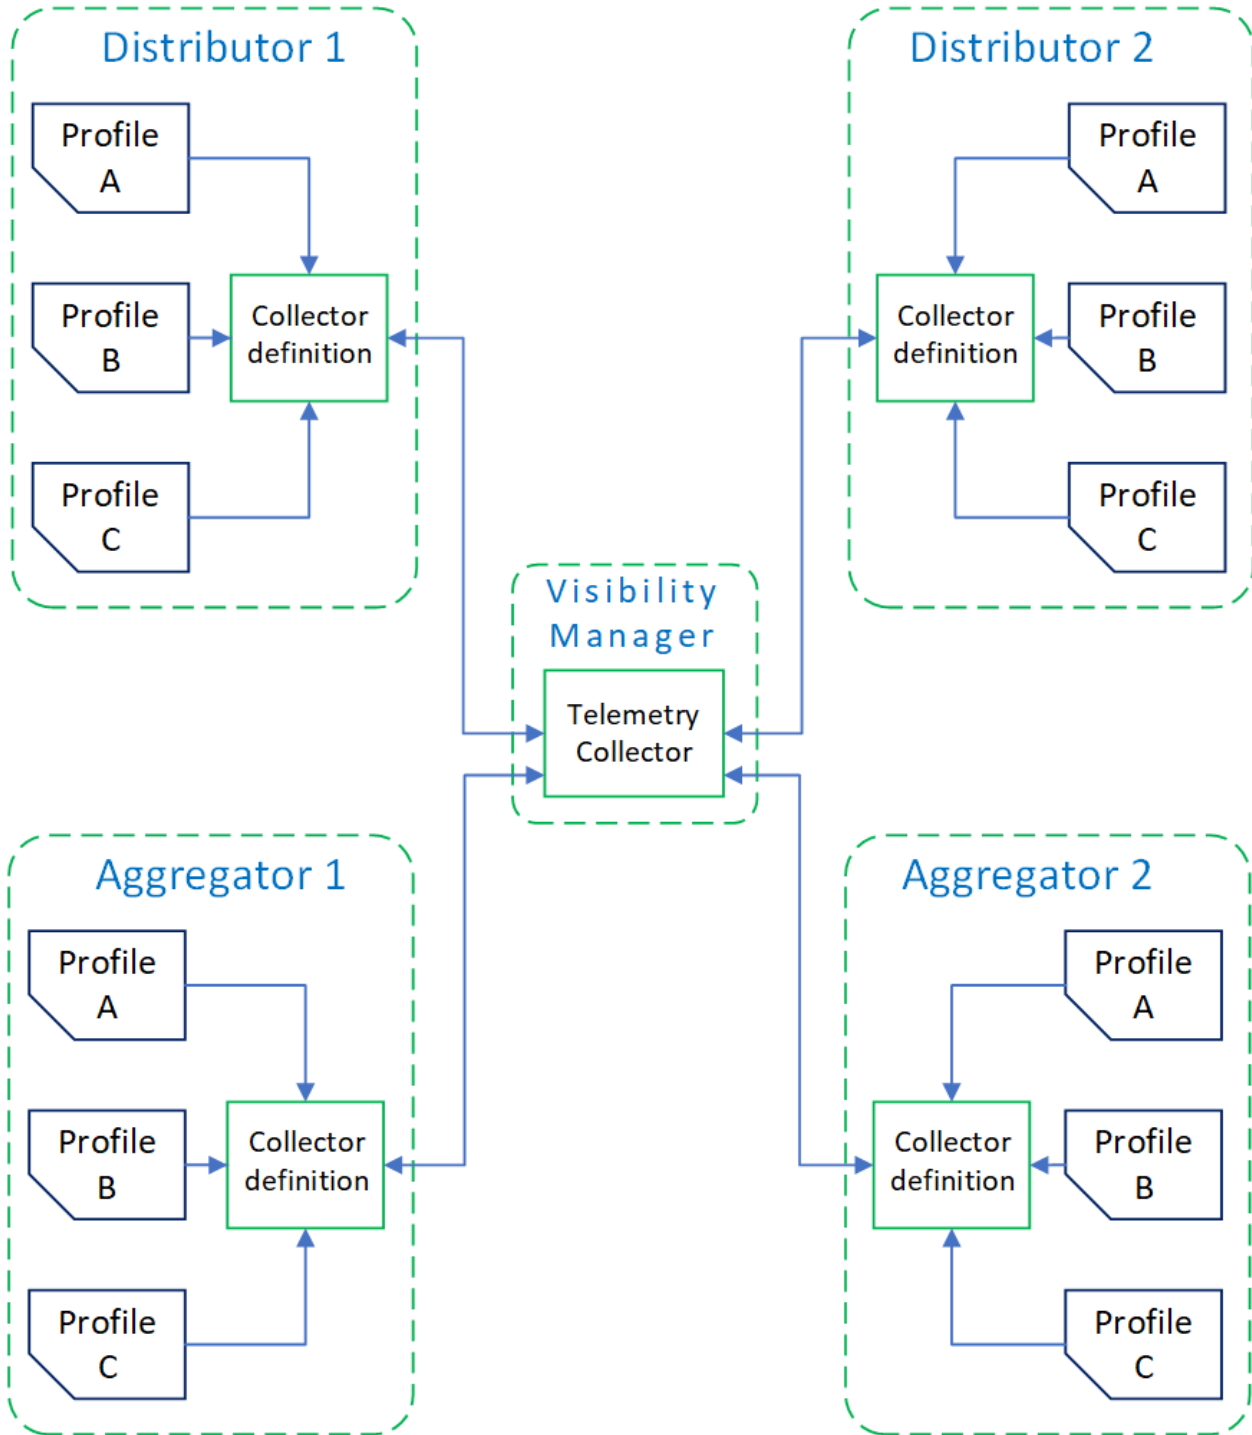 Distributor 1
Profile
A
Profile
B
Collector
definition
Profile
C
Distributor 2
Profile
A
Collector
definition
Profile
B
Profile
C
Visibility
Manager
Telemetry
Collector
Aggregator 1
Profile
A
Profile
B
Collector
definition
Profile
C
Aggregator 2
Profile
A
Collector
definition
Profile
B
Profile
C